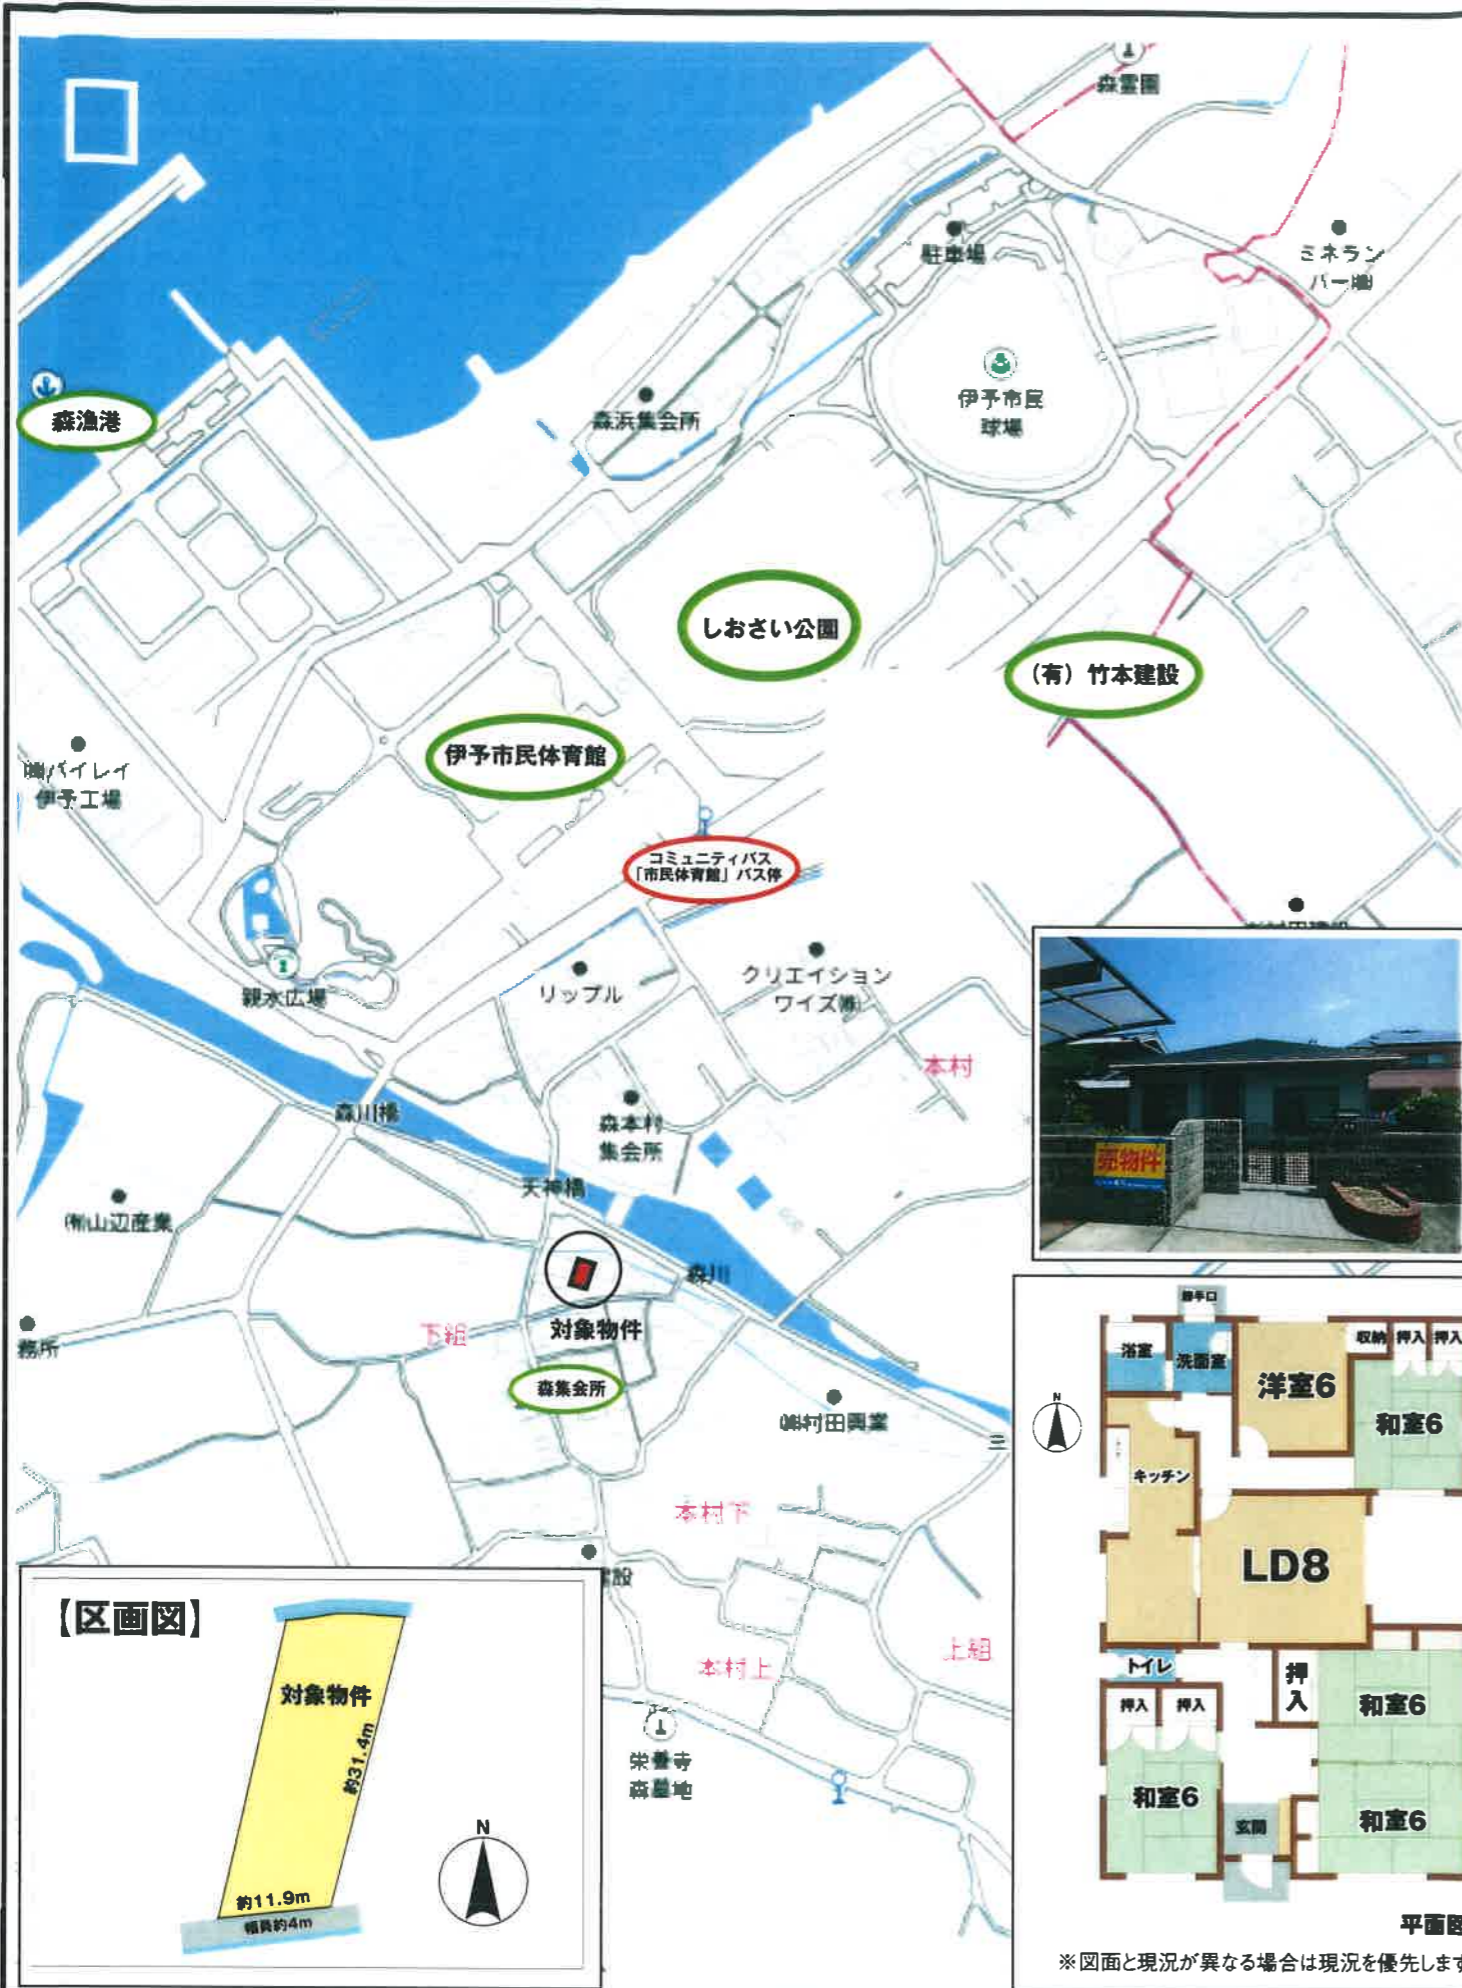 森霊園
駐車場
ミネラン
伊予市民
球場
森漁港
森浜集会所
しおさい公園
(有)竹本建設
伊予市民体育館
㈱パイレイ
伊予工場
コミュニティバス
「市民体育館」バス停
親水広場
リップル
クリエイション
ワイズ㈱
本村
森川橋
森本村
集会所
天神橋
㈲山辺産業
森川
務所
下組
対象物件
森集会所
㈱村田興業
本村下
本村上
上組
栄養寺
森墓地
売物件
【区画図】
対象物件
約31.4m
約11.9m
幅員約4m
N
N
勝手口
浴室
洗面室
洋室6
収納
押入
押入
和室6
キッチン
LD8
トイレ
押入
押入
押入
和室6
和室6
和室6
玄関
平面図
※図面と現況が異なる場合は現況を優先します